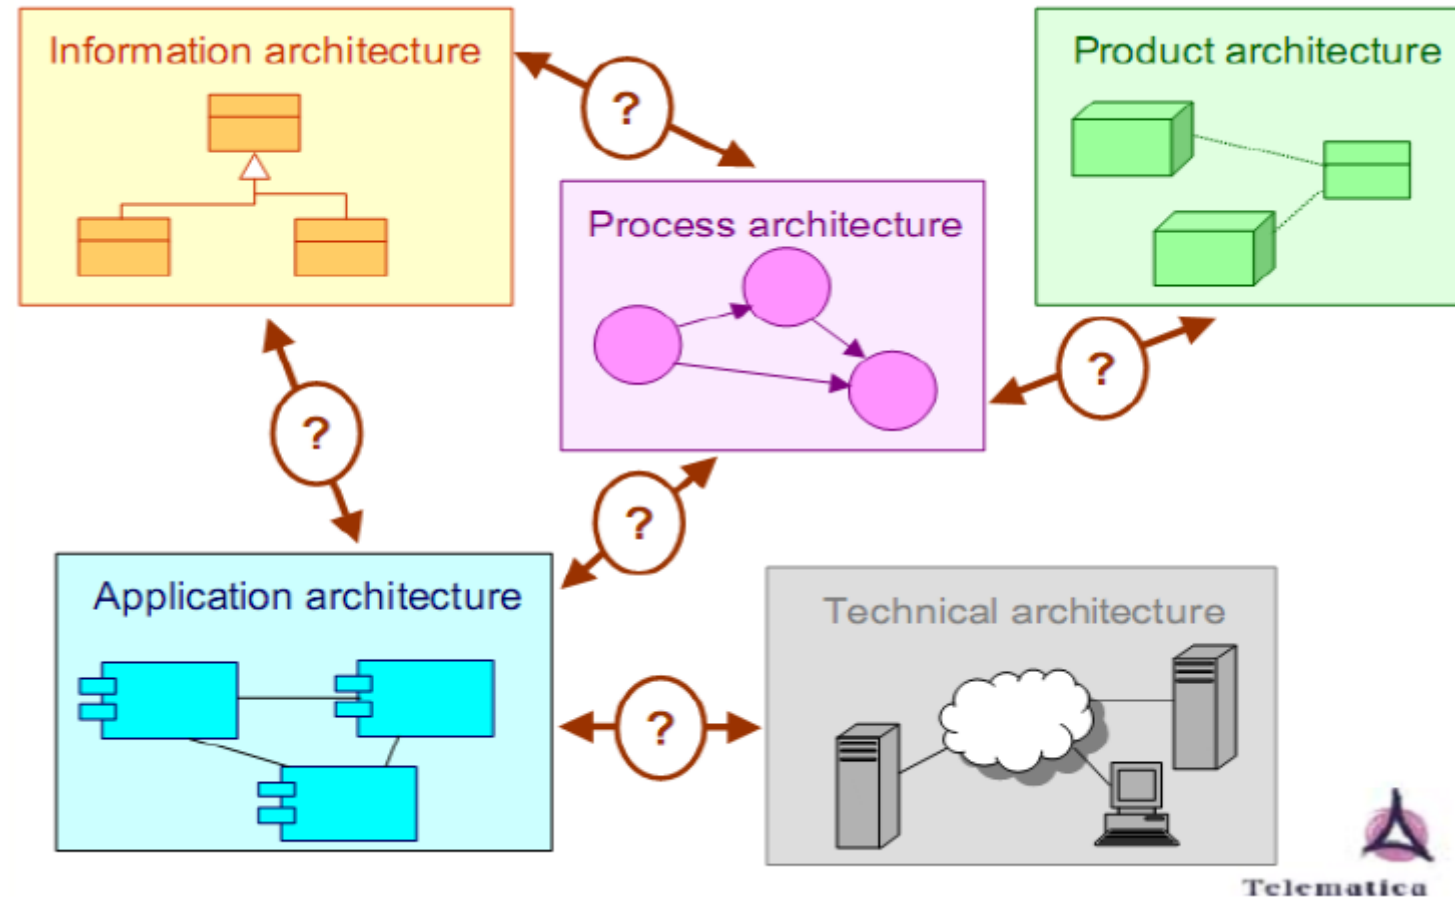 Information architecture
?
Product architecture
Process architecture
?
?
?
Application architecture
Technical architecture
?
Telematica